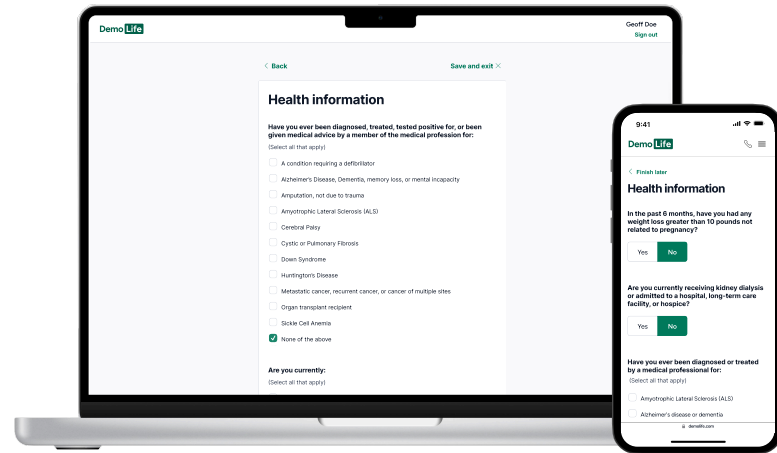 Demo Life
Geoff Doe
Sign out
Back
Save and exit
Health information
Have you ever been diagnosed, treated, tested positive for, or been
given medical advice by a member of the medical profession for:
(Select all that apply)
A condition requiring a defibrillator
Alzheimer's Disease, Dementia, memory loss, or mental incapacity
Amputation, not due to trauma
Amyotrophic Lateral Sclerosis (ALS)
Cerebral Palsy
Cystic or Pulmonary Fibrosis
Down Syndrome
Huntington's Disease
Metastatic cancer, recurrent cancer, or cancer of multiple sites
Organ transplant recipient
Sickle Cell Anemia
None of the above
Are you currently:
(Select all that apply)
9:41
Demo Life
Finish later
Health information
In the past 6 months, have you had any
weight loss greater than 10 pounds not
related to pregnancy?
Yes No
Are you currently receiving kidney dialysis
or admitted to a hospital, long-term care
facility, or hospice?
Yes No
Have you ever been diagnosed or treated
by a medical professional for:
(Select all that apply)
Amyotrophic Lateral Sclerosis (ALS)
Alzheimer's disease or dementia
demolife.com